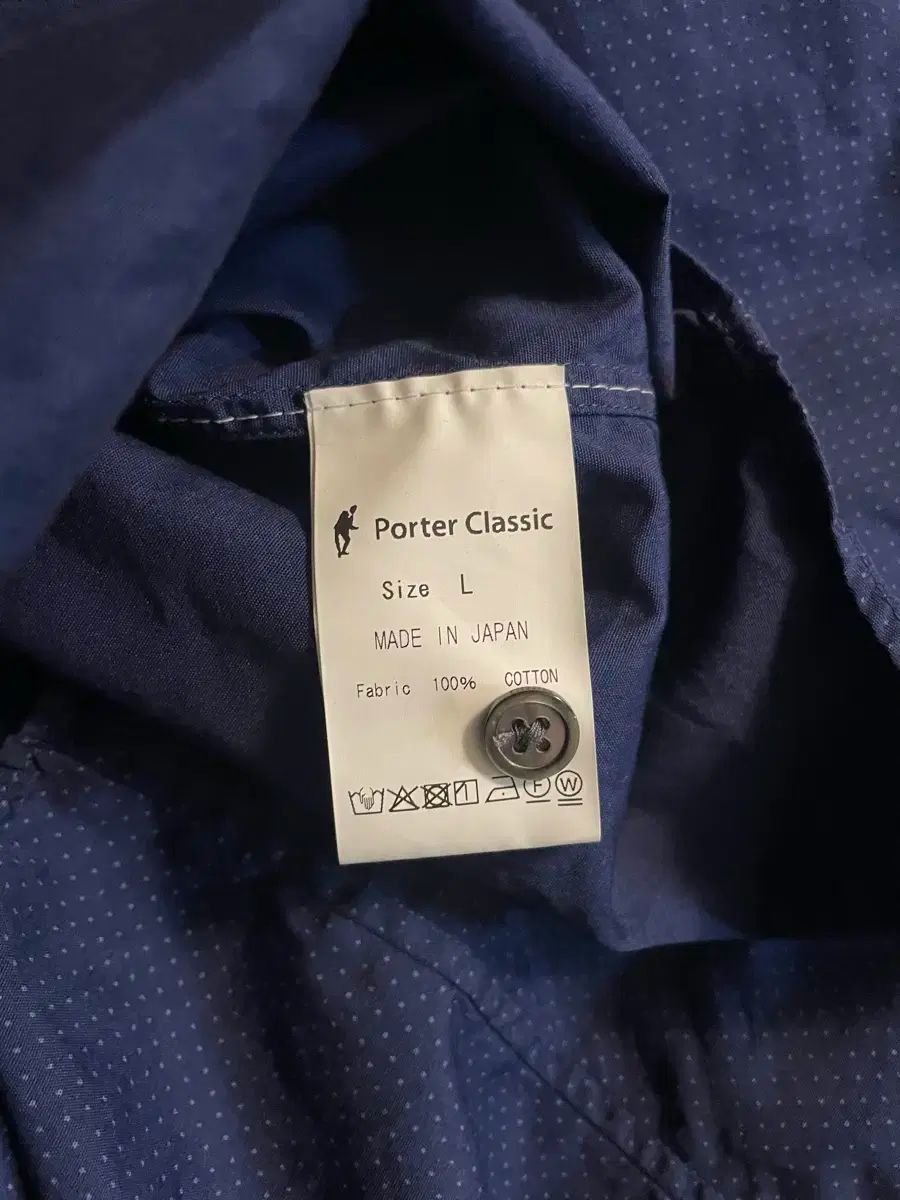 Porter Classic
Size L
MADE IN JAPAN
Fabric 100% COTTON
F W